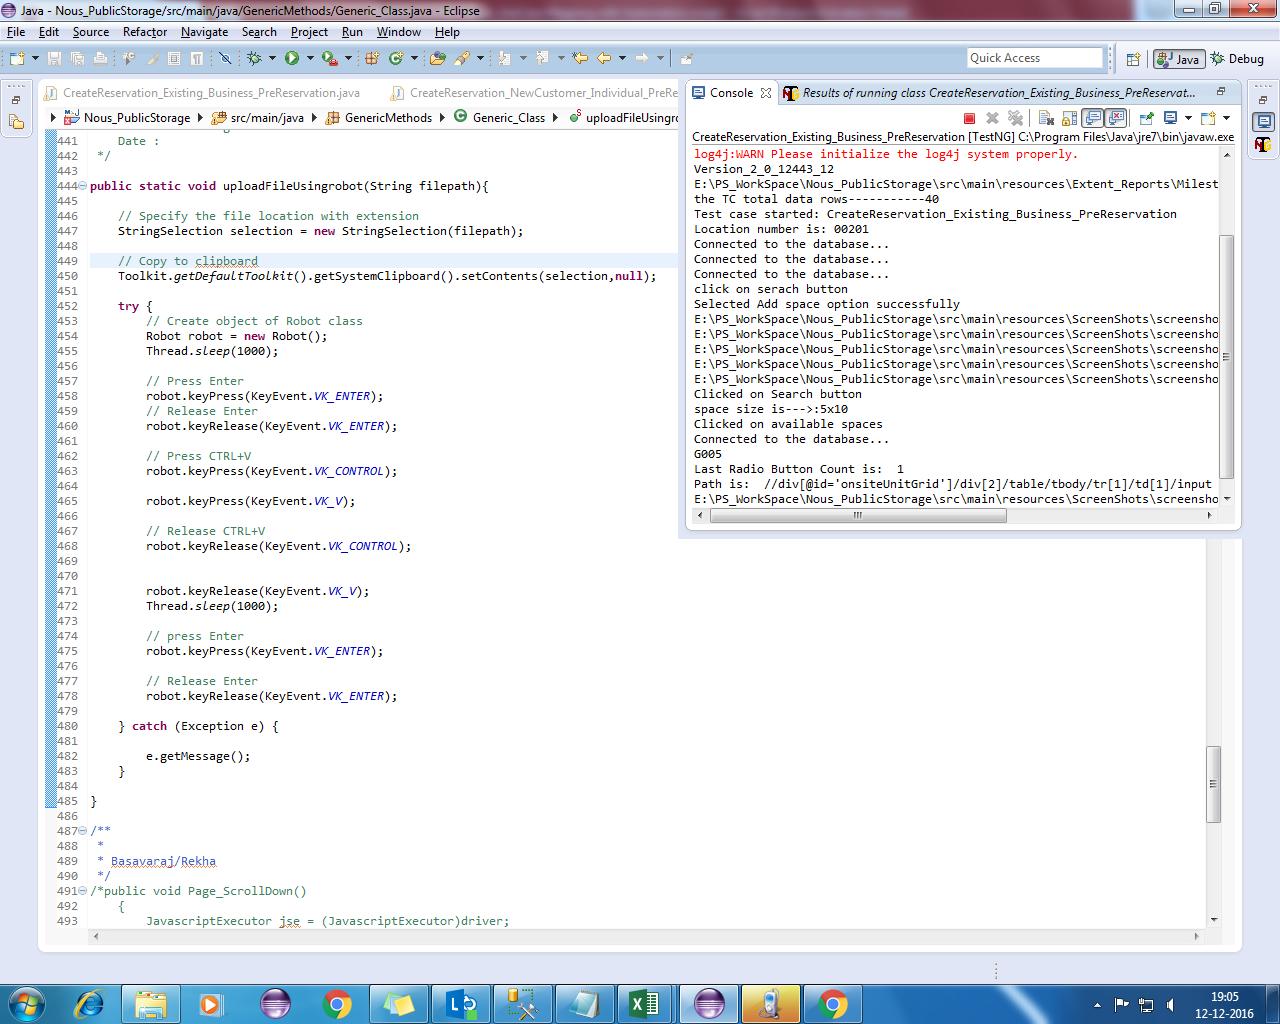 Java - Nous_PublicStorage/src/main/java/GenericMethods/Generic_Class.java - Eclipse
File Edit Source Refactor Navigate Search Project Run Window Help
Quick Access
Java
Debug
CreateReservation_Existing_Business_PreReservation.java
CreateReservation_NewCustomer_Individual_PreRe
Nous_PublicStorage
src/main/java
GenericMethods
Generic_Class
uploadFileUsingro
441 Date :
442 */
443
444 public static void uploadFileUsingrobot(String filepath){
445
446 // Specify the file location with extension
447 StringSelection selection = new StringSelection(filepath);
448
449 // Copy to clipboard
450 Toolkit.getDefaultToolkit().getSystemClipboard().setContents(selection,null);
451
452 try {
453 // Create object of Robot class
454 Robot robot = new Robot();
455 Thread.sleep(1000);
456
457 // Press Enter
458 robot.keyPress(KeyEvent.VK_ENTER);
459 // Release Enter
460 robot.keyRelease(KeyEvent.VK_ENTER);
461
462 // Press CTRL+V
463 robot.keyPress(KeyEvent.VK_CONTROL);
464
465 robot.keyPress(KeyEvent.VK_V);
466
467 // Release CTRL+V
468 robot.keyRelease(KeyEvent.VK_CONTROL);
469
470
471 robot.keyRelease(KeyEvent.VK_V);
472 Thread.sleep(1000);
473
474 // press Enter
475 robot.keyPress(KeyEvent.VK_ENTER);
476
477 // Release Enter
478 robot.keyRelease(KeyEvent.VK_ENTER);
479
480 } catch (Exception e) {
481
482 e.getMessage();
483 }
484
485 }
486
487 /**
488 *
489 * Basavaraj/Rekha
490 */
491 /*public void Page_ScrollDown()
492 {
493 JavascriptExecutor jse = (JavascriptExecutor)driver;
Console
Results of running class CreateReservation_Existing_Business_PreReservat...
CreateReservation_Existing_Business_PreReservation [TestNG] C:\Program Files\Java\jre7\bin\javaw.exe
log4j:WARN Please initialize the log4j system properly.
Version_2_0_12443_12
E:\PS_WorkSpace\Nous_PublicStorage\src\main\resources\Extent_Reports\Milest
the TC total data rows-----------40
Test case started: CreateReservation_Existing_Business_PreReservation
Location number is: 00201
Connected to the database...
Connected to the database...
Connected to the database...
click on serach button
Selected Add space option successfully
E:\PS_WorkSpace\Nous_PublicStorage\src\main\resources\ScreenShots\screensho
E:\PS_WorkSpace\Nous_PublicStorage\src\main\resources\ScreenShots\screensho
E:\PS_WorkSpace\Nous_PublicStorage\src\main\resources\ScreenShots\screensho
E:\PS_WorkSpace\Nous_PublicStorage\src\main\resources\ScreenShots\screensho
E:\PS_WorkSpace\Nous_PublicStorage\src\main\resources\ScreenShots\screensho
Clicked on Search button
space size is--->:5x10
Clicked on available spaces
Connected to the database...
G005
Last Radio Button Count is: 1
Path is: //div[@id='onsiteUnitGrid']/div[2]/table/tbody/tr[1]/td[1]/input
E:\PS_WorkSpace\Nous_PublicStorage\src\main\resources\ScreenShots\screensho
19:05
12-12-2016